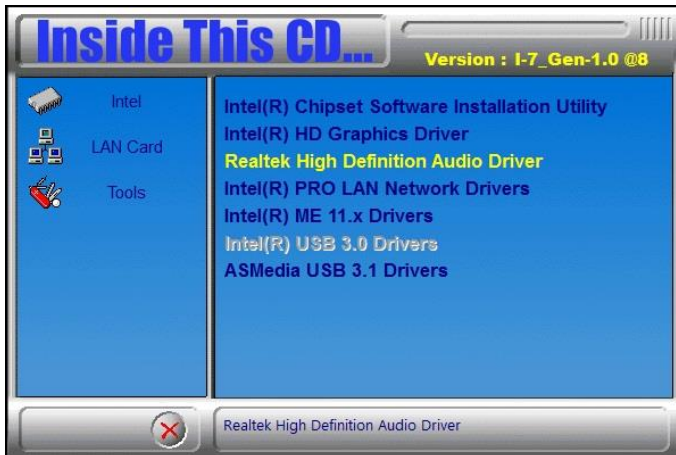 Inside This CD...
Version : I-7_Gen-1.0 @8
Intel
LAN Card
Tools
Intel(R) Chipset Software Installation Utility
Intel(R) HD Graphics Driver
Realtek High Definition Audio Driver
Intel(R) PRO LAN Network Drivers
Intel(R) ME 11.x Drivers
Intel(R) USB 3.0 Drivers
ASMedia USB 3.1 Drivers
Realtek High Definition Audio Driver